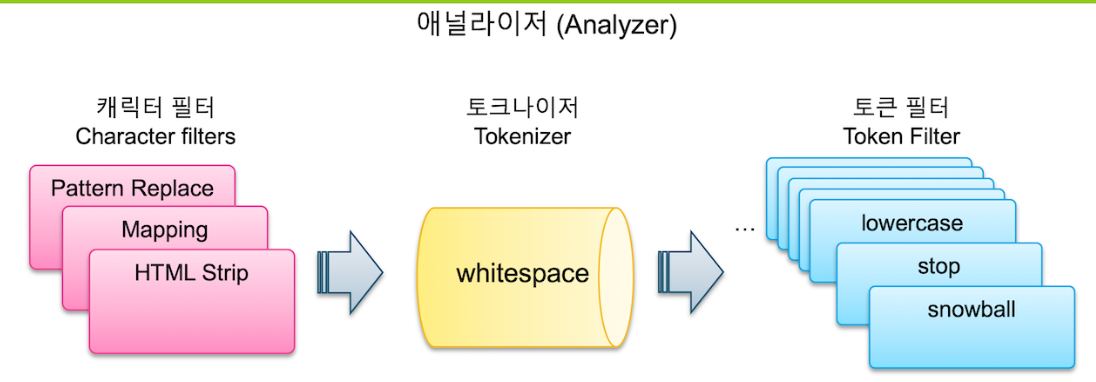 애널라이저 (Analyzer)
캐릭터 필터
Character filters
Pattern Replace
Mapping
HTML Strip
토크나이저
Tokenizer
whitespace
토큰 필터
Token Filter
...
lowercase
stop
snowball